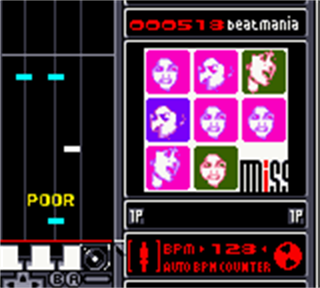 000518 beatmania
miss
POOR
1P 1P
BPM 128
AUTO BPM COUNTER
B A